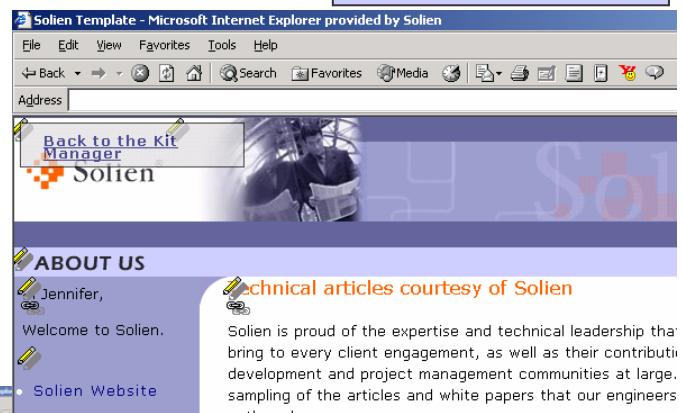 Solien Template - Microsoft Internet Explorer provided by Solien
File Edit View Favorites Tools Help
Back Search Favorites Media
Address
Back to the Kit
Manager
Solien
Sol
ABOUT US
Jennifer,
Welcome to Solien.
Solien Website
echnical articles courtesy of Solien
Solien is proud of the expertise and technical leadership that
bring to every client engagement, as well as their contributi
development and project management communities at large.
sampling of the articles and white papers that our engineers